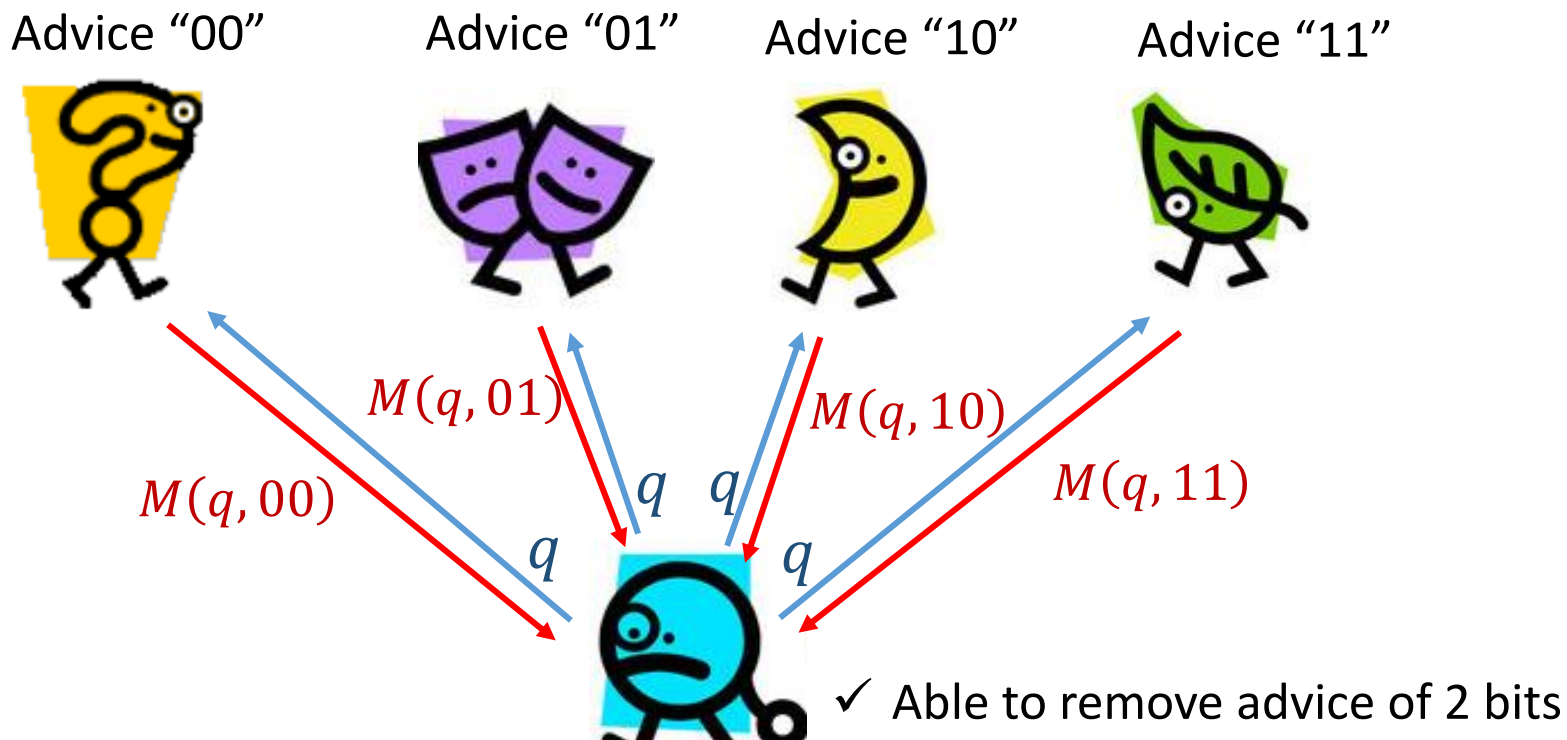 Advice “00” Advice “01” Advice “10” Advice “11”
M(q, 01) M(q, 10)
M(q, 00) q q M(q, 11)
q q
✓ Able to remove advice of 2 bits